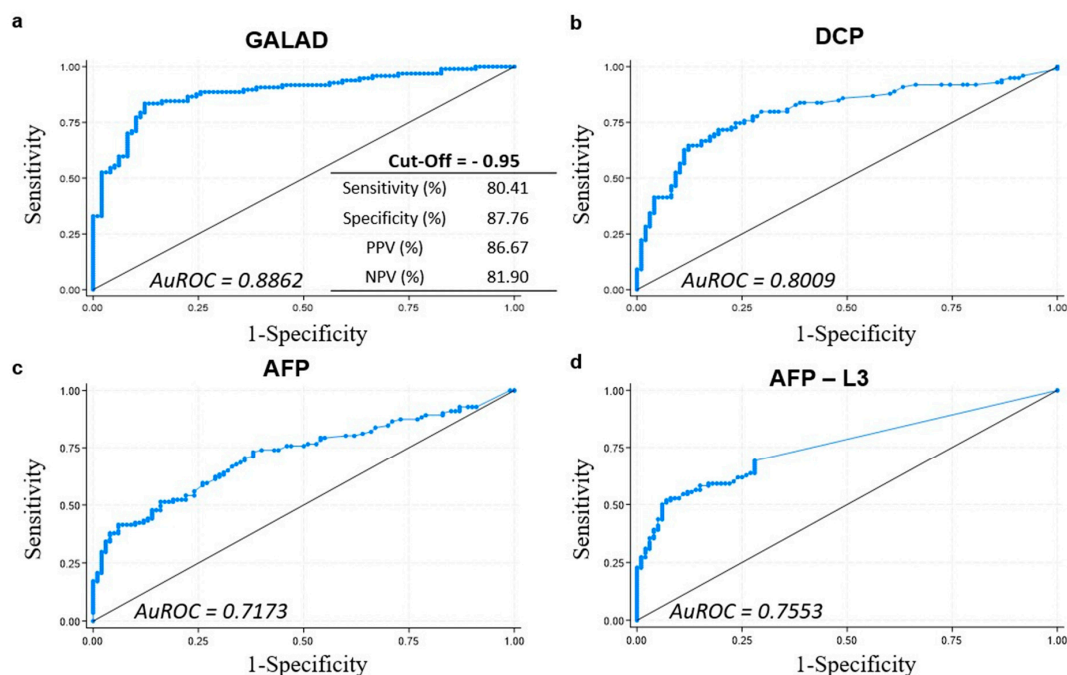 a
GALAD
1.00
0.75
0.50
0.25
0.00
Sensitivity
Cut-Off = - 0.95
Sensitivity (%) 80.41
Specificity (%) 87.76
PPV (%) 86.67
NPV (%) 81.90
AuROC = 0.8862
0.00 0.25 0.50 0.75 1.00
1-Specificity
b
DCP
1.00
0.75
0.50
0.25
0.00
Sensitivity
AuROC = 0.8009
0.00 0.25 0.50 0.75 1.00
1-Specificity
c
AFP
1.00
0.75
0.50
0.25
0.00
Sensitivity
AuROC = 0.7173
0.00 0.25 0.50 0.75 1.00
1-Specificity
d
AFP – L3
1.00
0.75
0.50
0.25
0.00
Sensitivity
AuROC = 0.7553
0.00 0.25 0.50 0.75 1.00
1-Specificity